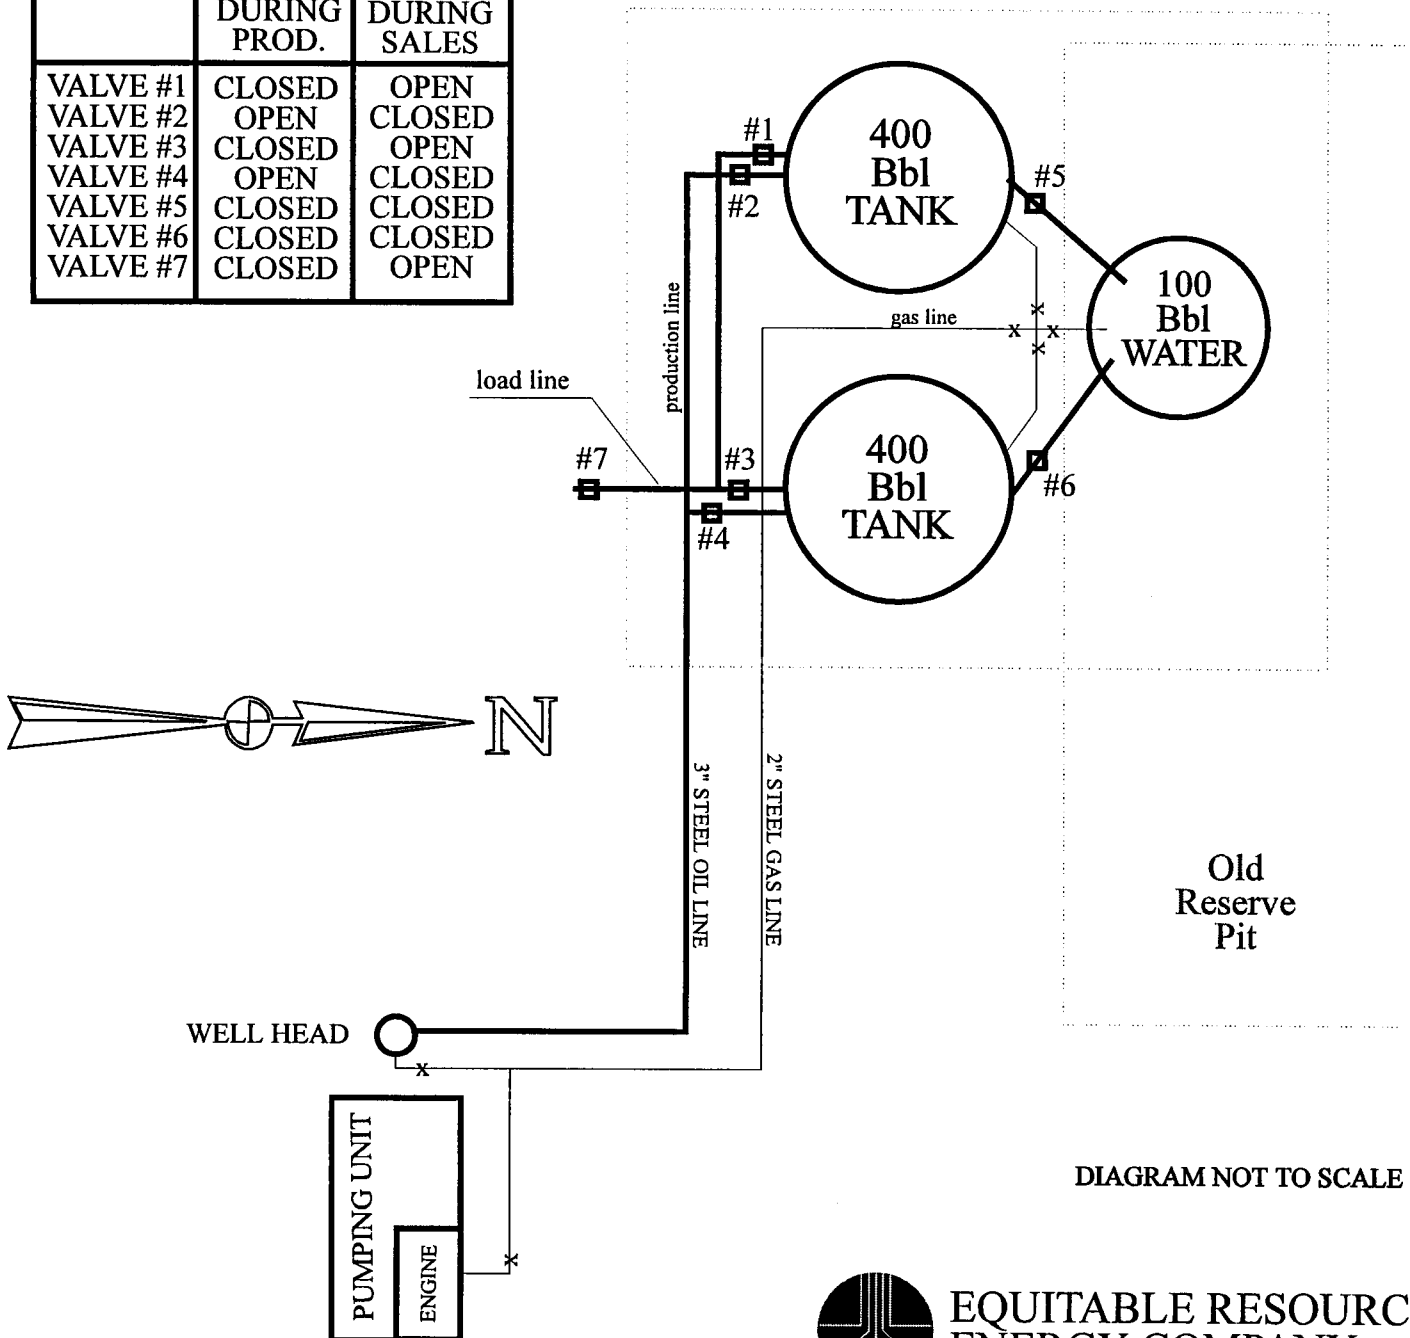 DURING DURING
PROD. SALES
VALVE #1 CLOSED OPEN
VALVE #2 OPEN CLOSED
VALVE #3 CLOSED OPEN
VALVE #4 OPEN CLOSED
VALVE #5 CLOSED CLOSED
VALVE #6 CLOSED CLOSED
VALVE #7 CLOSED OPEN
#1
#2
400
Bbl
TANK
#5
100
Bbl
WATER
production line
gas line
x
x x
x
load line
#7
#3
#4
400
Bbl
TANK
#6
N
3" STEEL OIL LINE
2" STEEL GAS LINE
Old
Reserve
Pit
WELL HEAD
x
PUMPING UNIT
ENGINE
x
DIAGRAM NOT TO SCALE
EQUITABLE RESOURC
ENERGY COMPANY